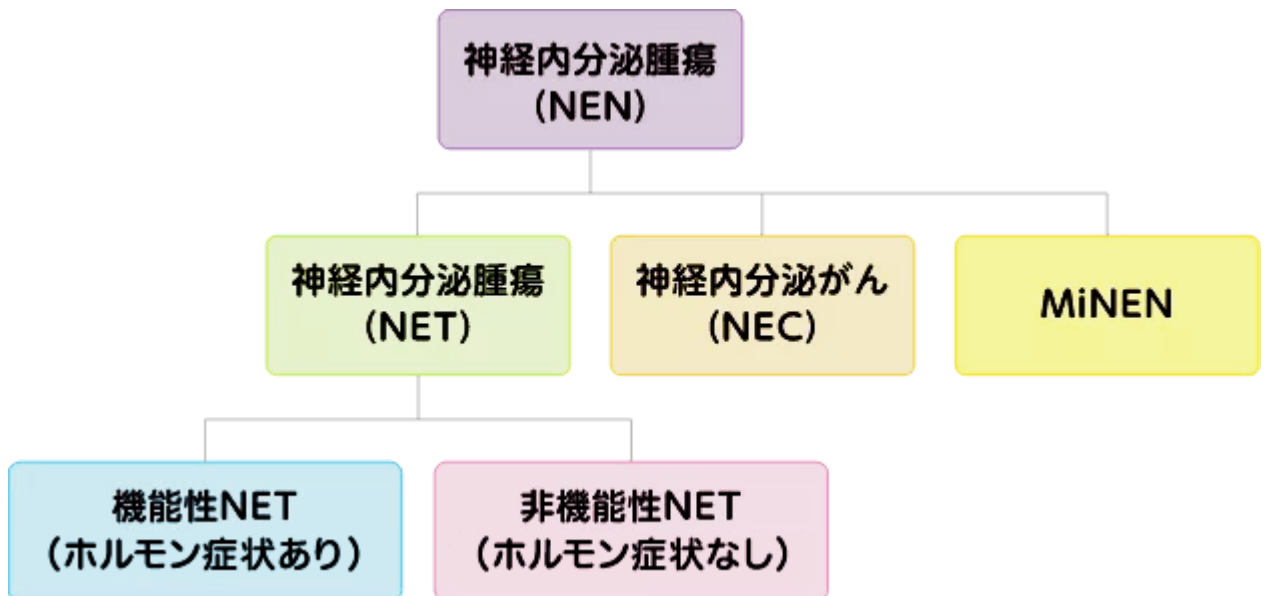 神経内分泌腫瘍
(NEN)
神経内分泌腫瘍
(NET)
神経内分泌がん
(NEC)
MiNEN
機能性NET
（ホルモン症状あり）
非機能性NET
（ホルモン症状なし）